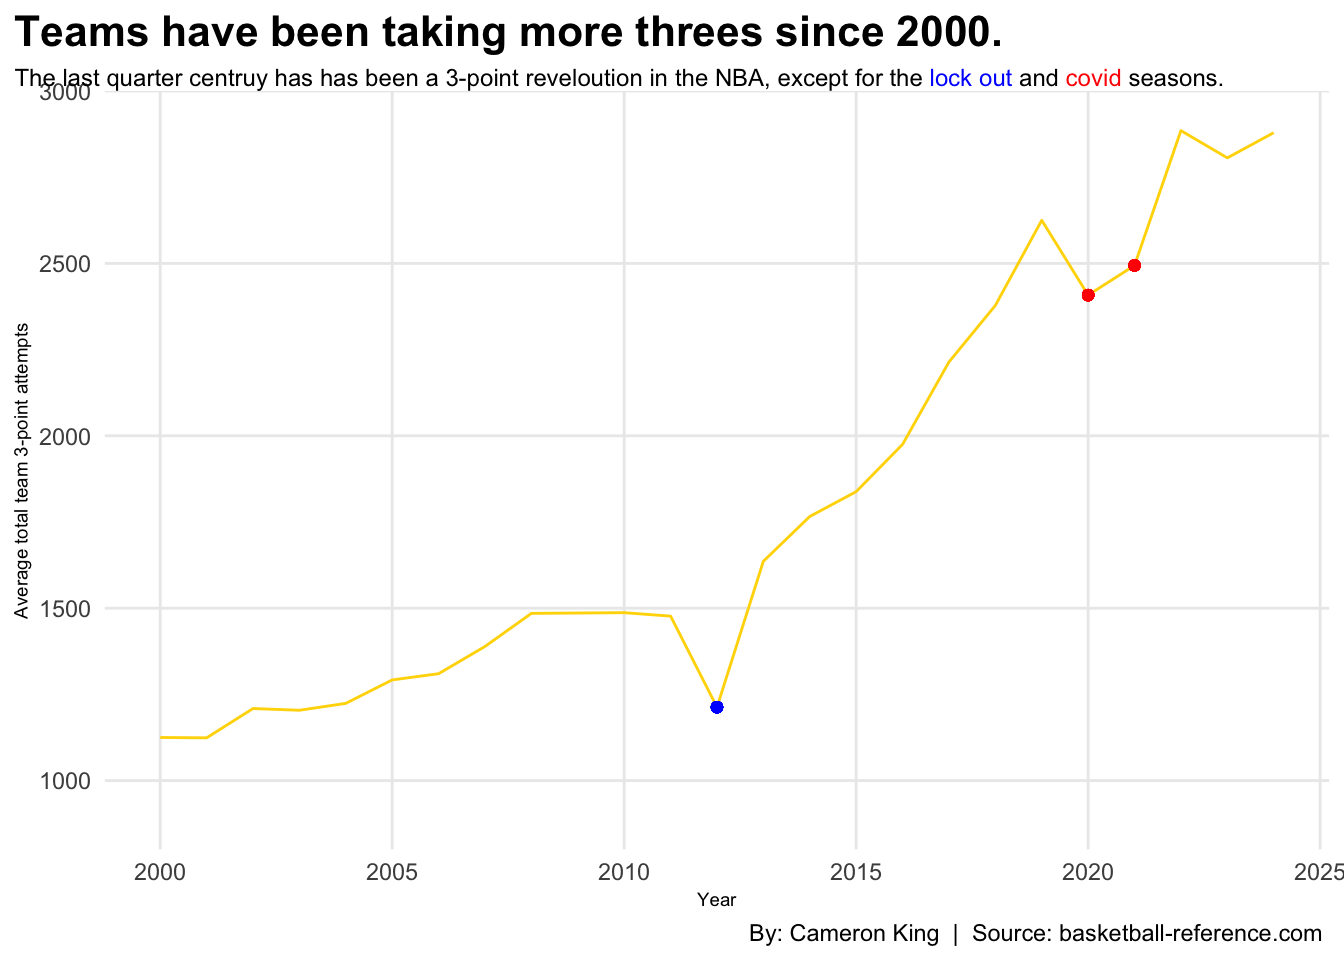 Teams have been taking more threes since 2000.
The last quarter centruy has has been a 3-point reveloution in the NBA, except for the lock out and covid seasons.
3000
2500
2000
1500
1000
Average total team 3-point attempts
2000 2005 2010 2015 2020 2025
Year
By: Cameron King | Source: basketball-reference.com